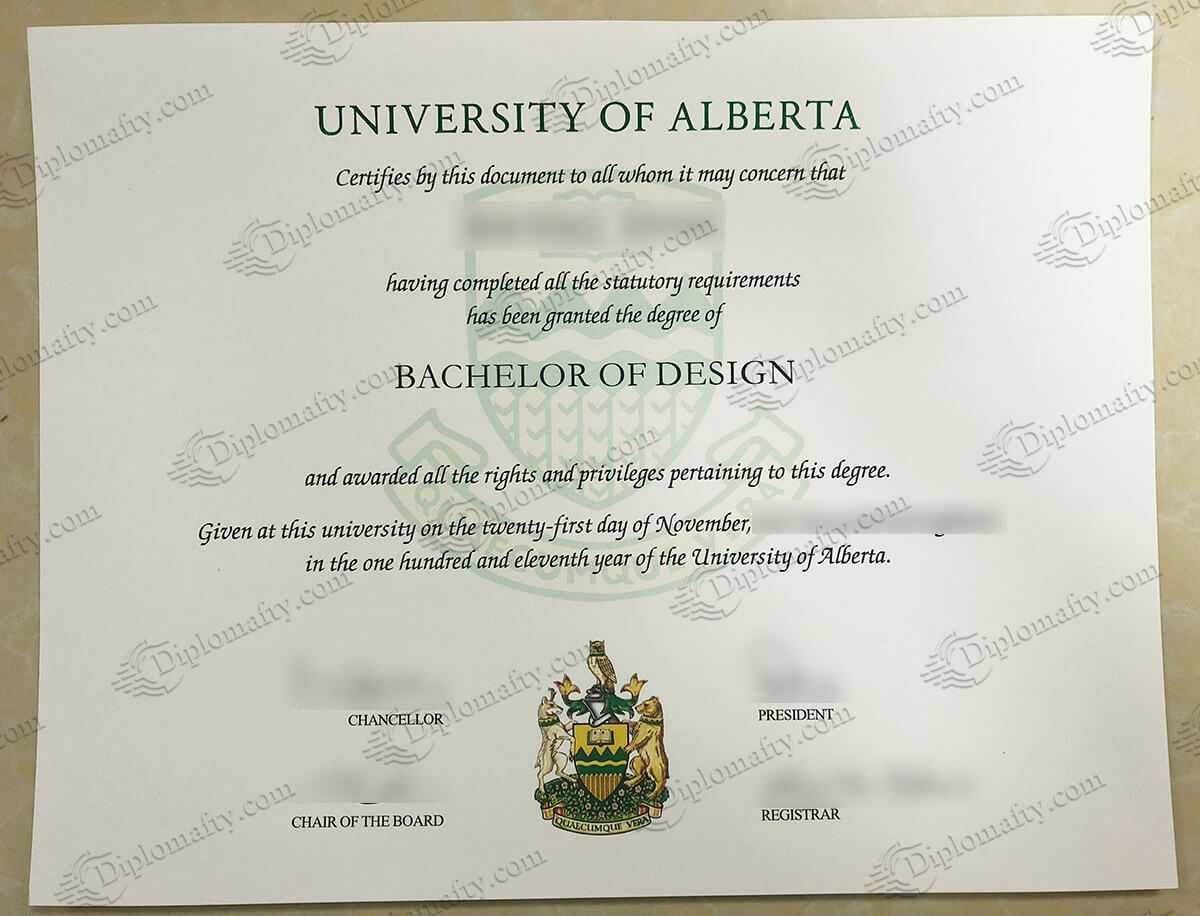 UNIVERSITY OF ALBERTA
Certifies by this document to all whom it may concern that
having completed all the statutory requirements
has been granted the degree of
BACHELOR OF DESIGN
and awarded all the rights and privileges pertaining to this degree.
Given at this university on the twenty-first day of November,
in the one hundred and eleventh year of the University of Alberta.
CHANCELLOR
PRESIDENT
CHAIR OF THE BOARD
REGISTRAR
QUAECUMQUE VERA
Diplomafty.com